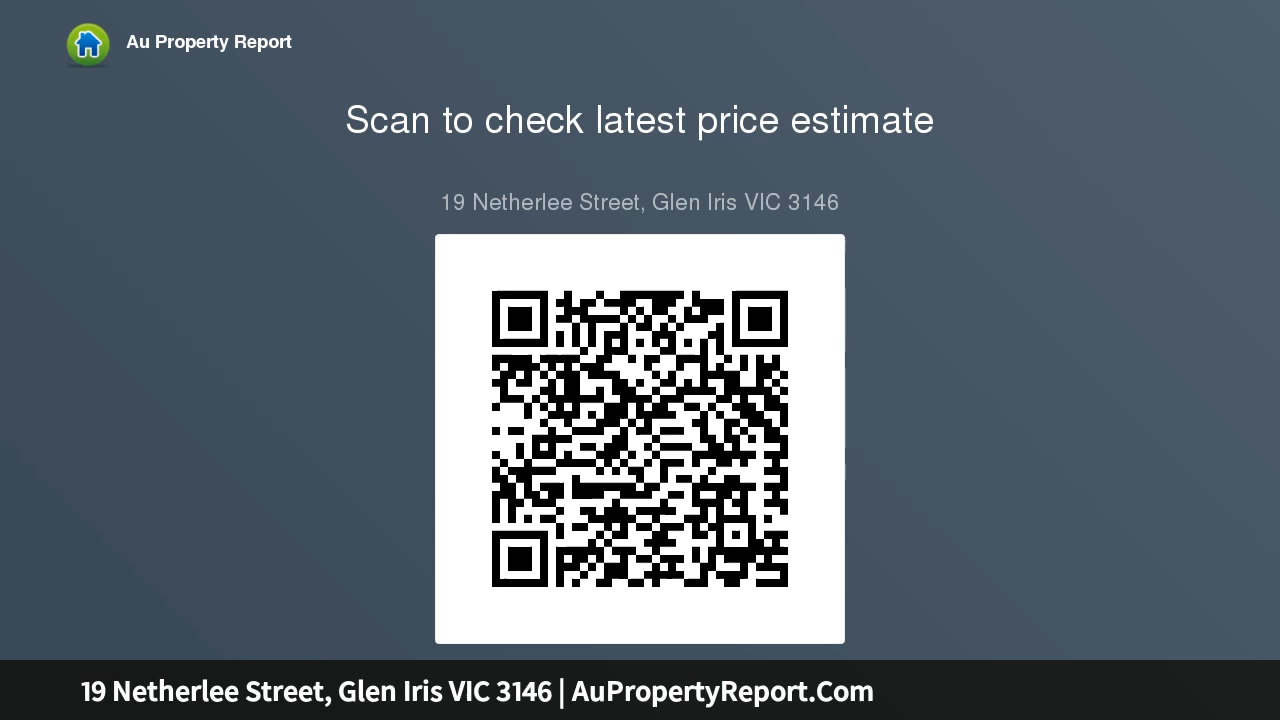 Au Property Report
Scan to check latest price estimate
19 Netherlee Street, Glen Iris VIC 3146
19 Netherlee Street, Glen Iris VIC 3146 | AuPropertyReport.Com